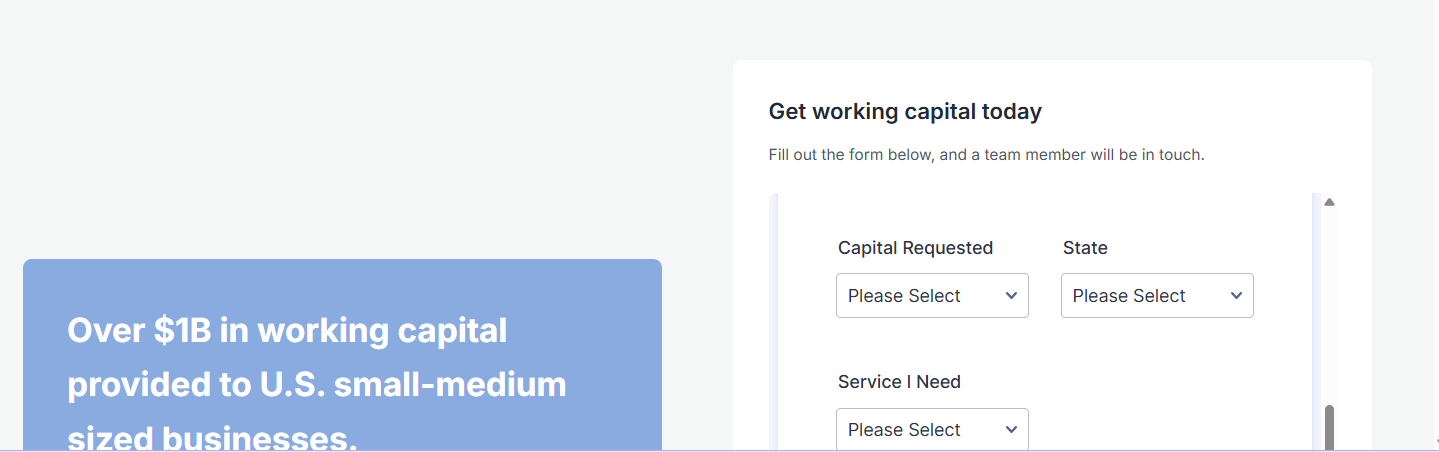 Get working capital today
Fill out the form below, and a team member will be in touch.
Capital Requested
State
Please Select
Please Select
Service I Need
Please Select
Over $1B in working capital
provided to U.S. small-medium
sized businesses.